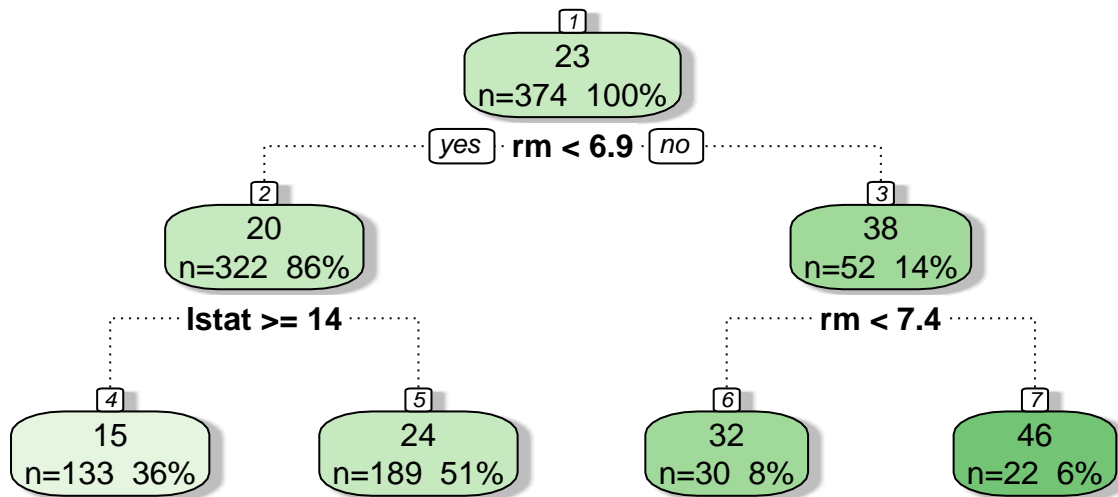 1
23
n=374 100%
yes rm < 6.9 no
2
20
n=322 86%
3
38
n=52 14%
lstat >= 14
rm < 7.4
4
15
n=133 36%
5
24
n=189 51%
6
32
n=30 8%
7
46
n=22 6%